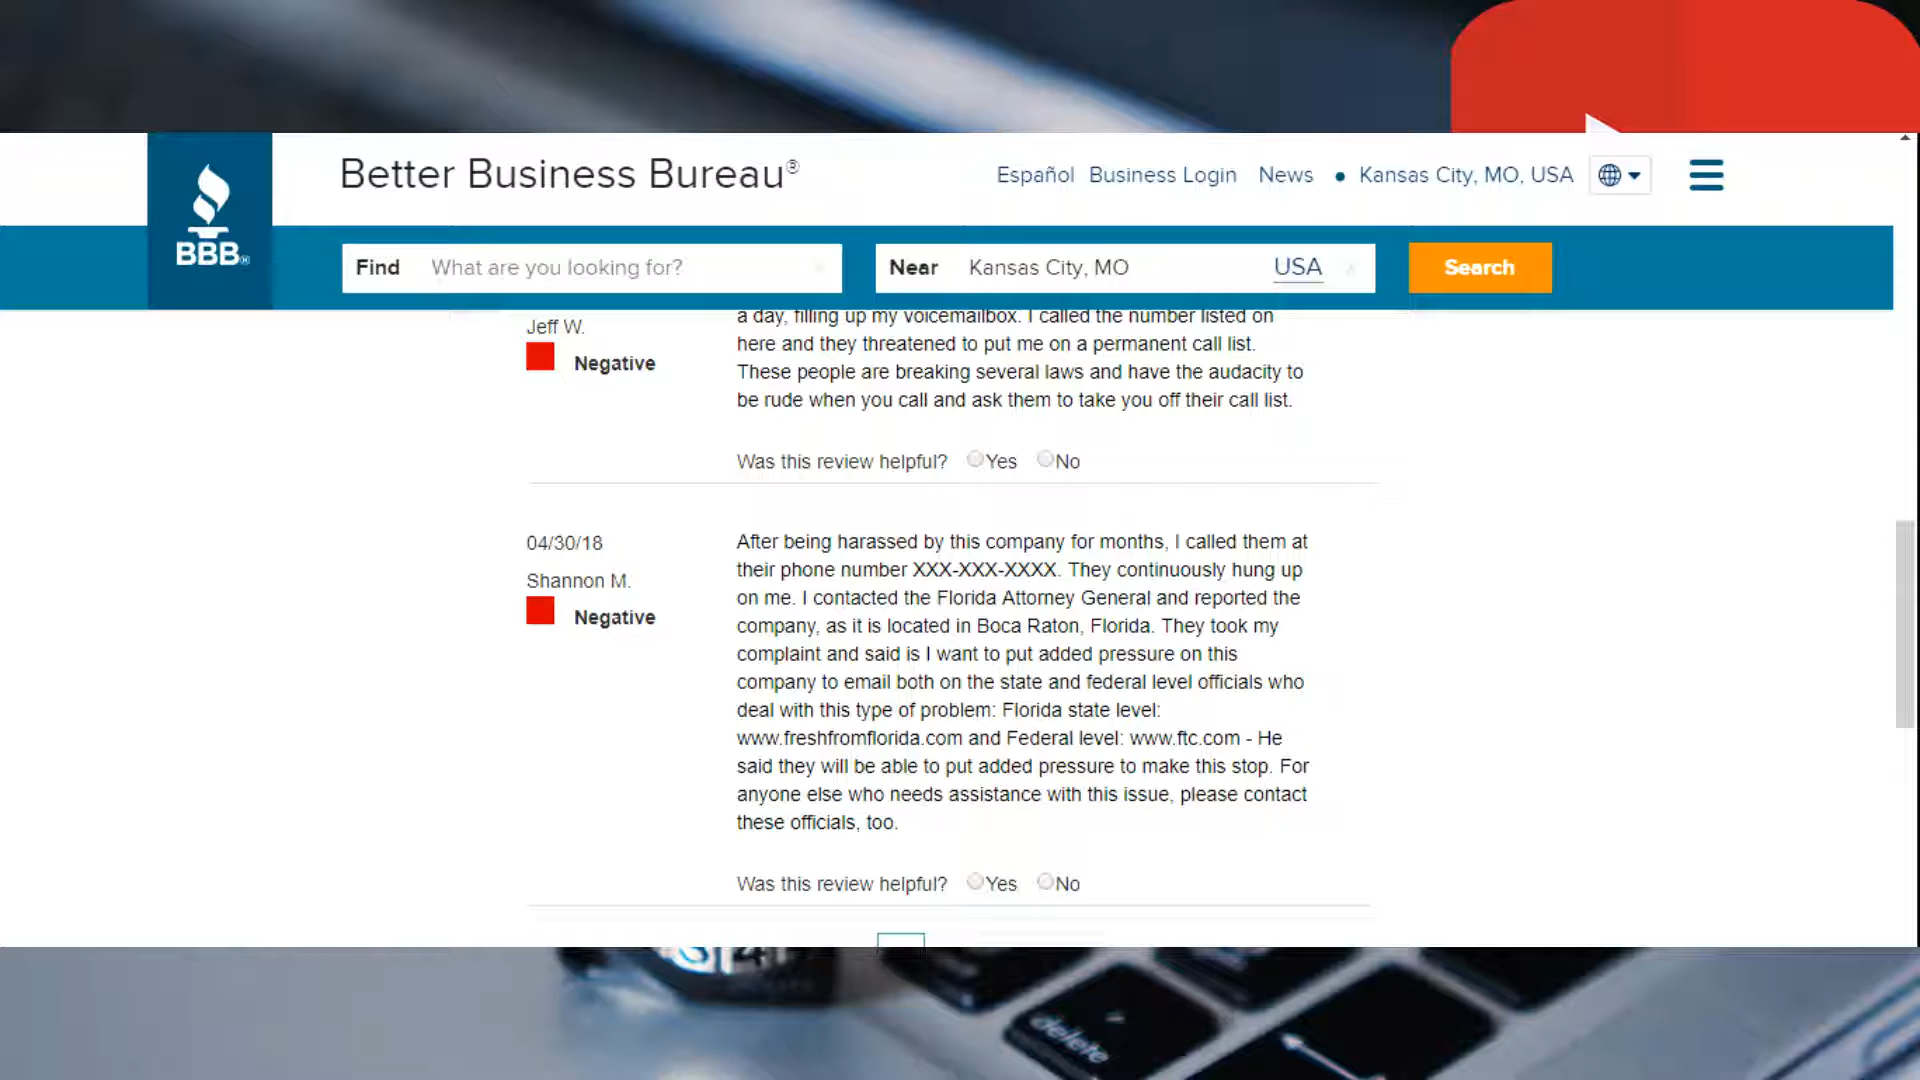 Better Business Bureau®
Español Business Login News • Kansas City, MO, USA
BBB®
Find What are you looking for?
Near Kansas City, MO USA
Search
a day, filling up my voicemailbox. I called the number listed on
Jeff W.
here and they threatened to put me on a permanent call list.
Negative
These people are breaking several laws and have the audacity to
be rude when you call and ask them to take you off their call list.
Was this review helpful? Yes No
04/30/18
Shannon M.
Negative
After being harassed by this company for months, I called them at
their phone number XXX-XXX-XXXX. They continuously hung up
on me. I contacted the Florida Attorney General and reported the
company, as it is located in Boca Raton, Florida. They took my
complaint and said is I want to put added pressure on this
company to email both on the state and federal level officials who
deal with this type of problem: Florida state level:
www.freshfromflorida.com and Federal level: www.ftc.com - He
said they will be able to put added pressure to make this stop. For
anyone else who needs assistance with this issue, please contact
these officials, too.
Was this review helpful? Yes No
delete